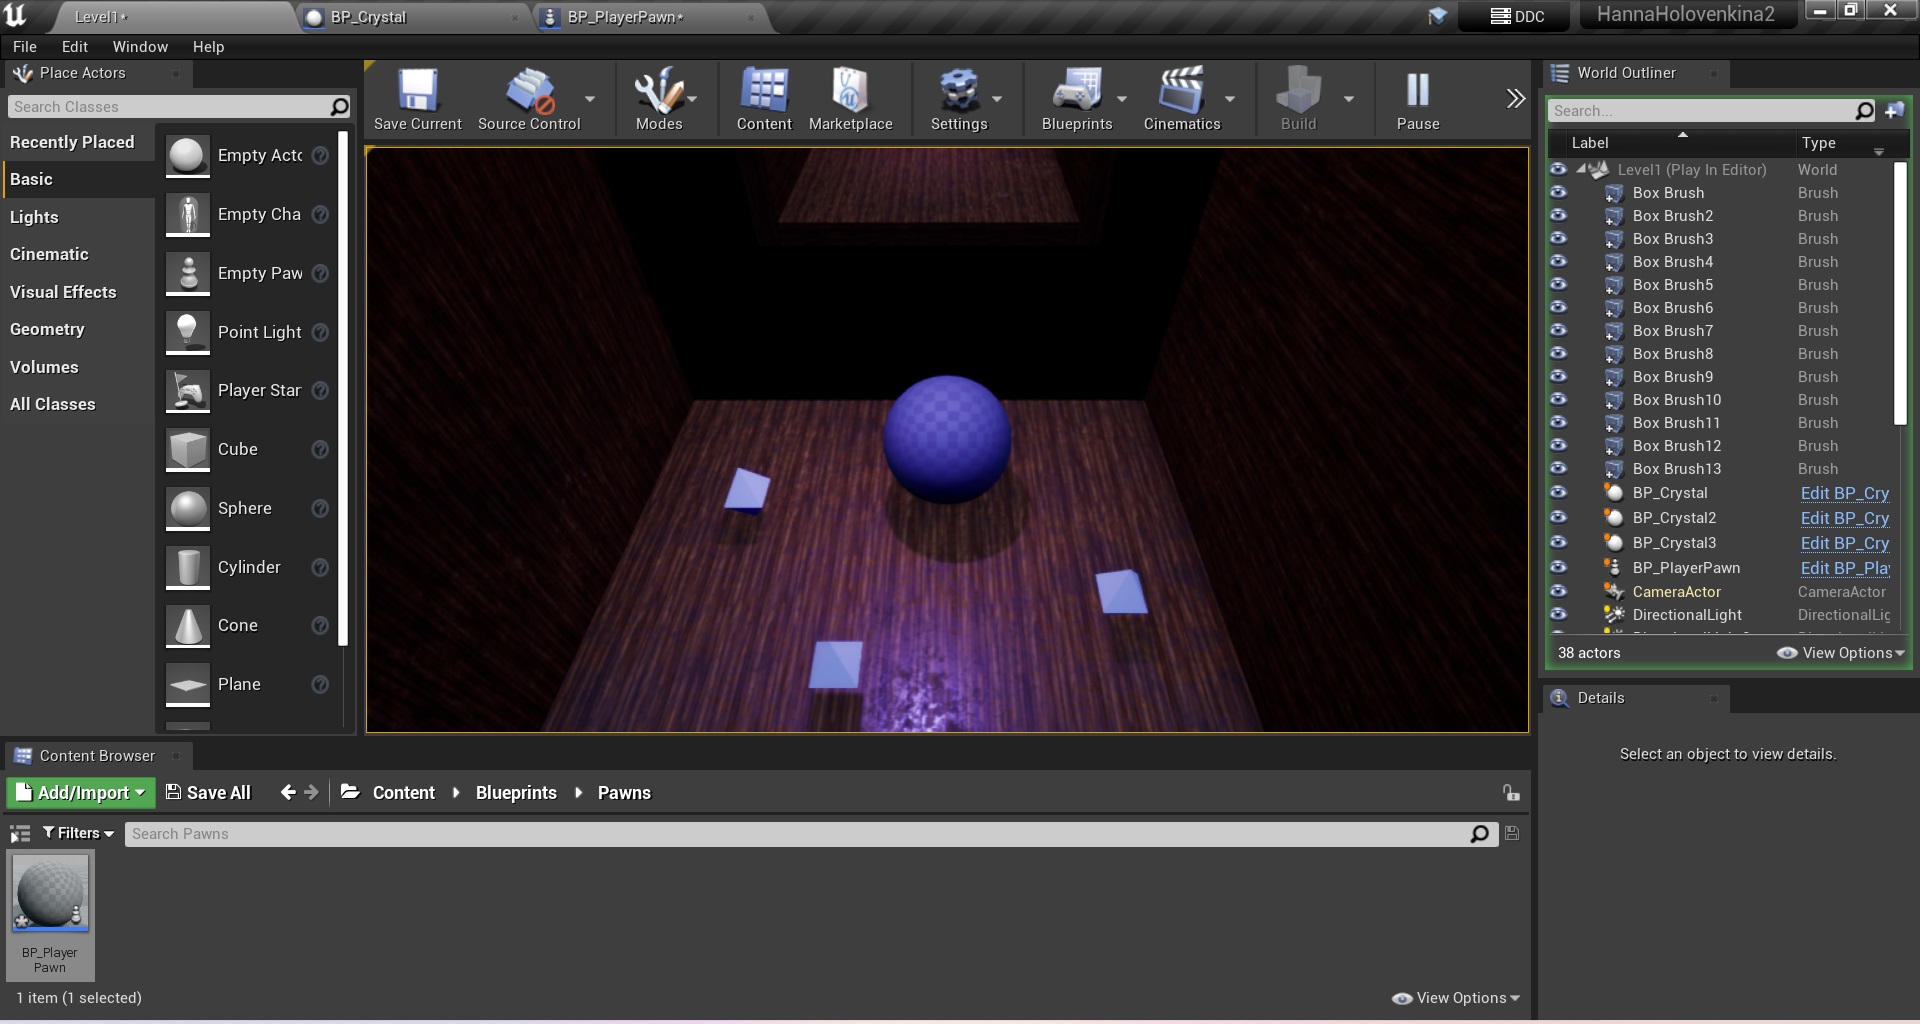 Level1*
BP_Crystal
BP_PlayerPawn*
DDC
HannaHolovenkina2
File Edit Window Help
Place Actors
Search Classes
Recently Placed
Basic
Lights
Cinematic
Visual Effects
Geometry
Volumes
All Classes
Empty Acto
Empty Cha
Empty Paw
Point Light
Player Star
Cube
Sphere
Cylinder
Cone
Plane
Save Current
Source Control
Modes
Content
Marketplace
Settings
Blueprints
Cinematics
Build
Pause
World Outliner
Search...
Label Type
Level1 (Play In Editor) World
Box Brush Brush
Box Brush2 Brush
Box Brush3 Brush
Box Brush4 Brush
Box Brush5 Brush
Box Brush6 Brush
Box Brush7 Brush
Box Brush8 Brush
Box Brush9 Brush
Box Brush10 Brush
Box Brush11 Brush
Box Brush12 Brush
Box Brush13 Brush
BP_Crystal Edit BP_Cry
BP_Crystal2 Edit BP_Cry
BP_Crystal3 Edit BP_Cry
BP_PlayerPawn Edit BP_Pla
CameraActor CameraActor
DirectionalLight DirectionalLig
38 actors
View Options
Details
Select an object to view details.
Content Browser
Add/Import Save All Content Blueprints Pawns
Filters Search Pawns
BP_Player
Pawn
1 item (1 selected)
View Options